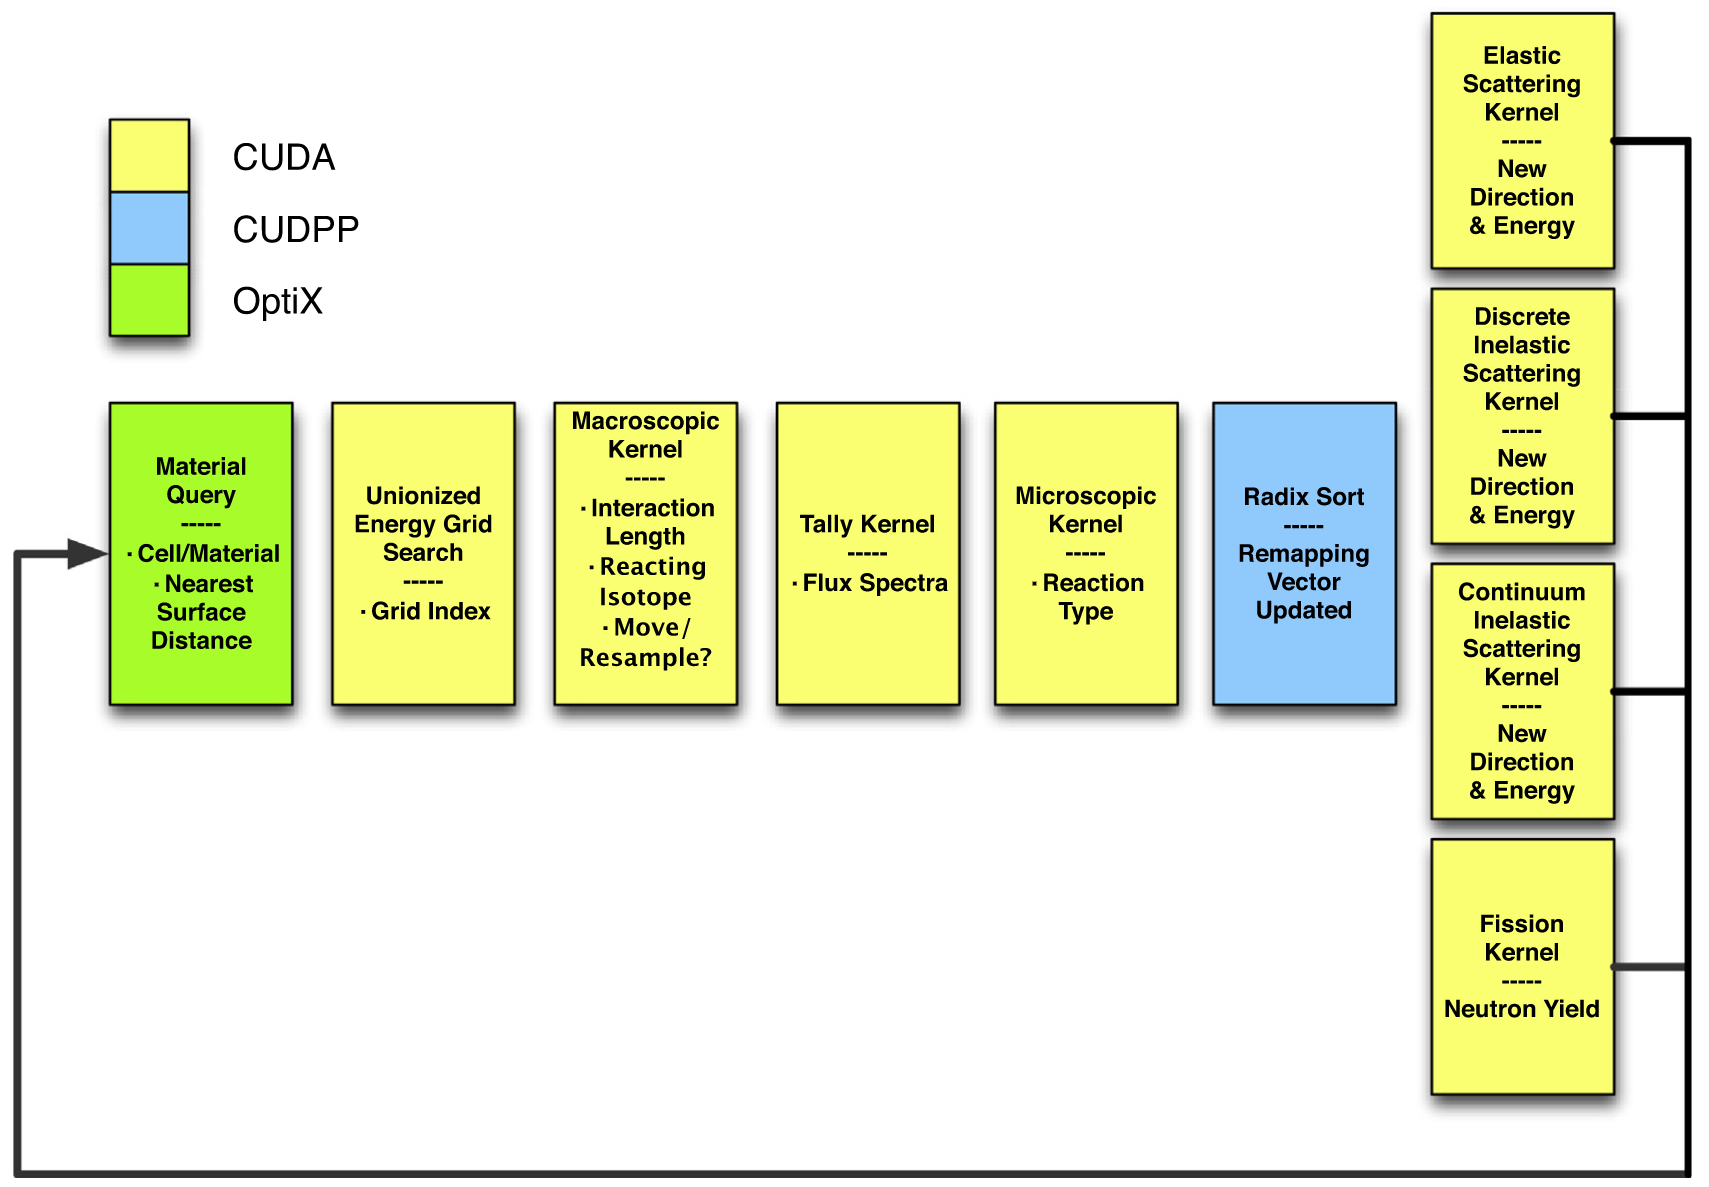 CUDA
CUDPP
OptiX
Material
Query
-----
· Cell/Material
· Nearest
Surface
Distance
Unionized
Energy Grid
Search
-----
· Grid Index
Macroscopic
Kernel
-----
· Interaction
Length
· Reacting
Isotope
· Move/
Resample?
Tally Kernel
-----
· Flux Spectra
Microscopic
Kernel
-----
· Reaction
Type
Radix Sort
-----
Remapping
Vector
Updated
Elastic
Scattering
Kernel
-----
New
Direction
& Energy
Discrete
Inelastic
Scattering
Kernel
-----
New
Direction
& Energy
Continuum
Inelastic
Scattering
Kernel
-----
New
Direction
& Energy
Fission
Kernel
-----
Neutron Yield